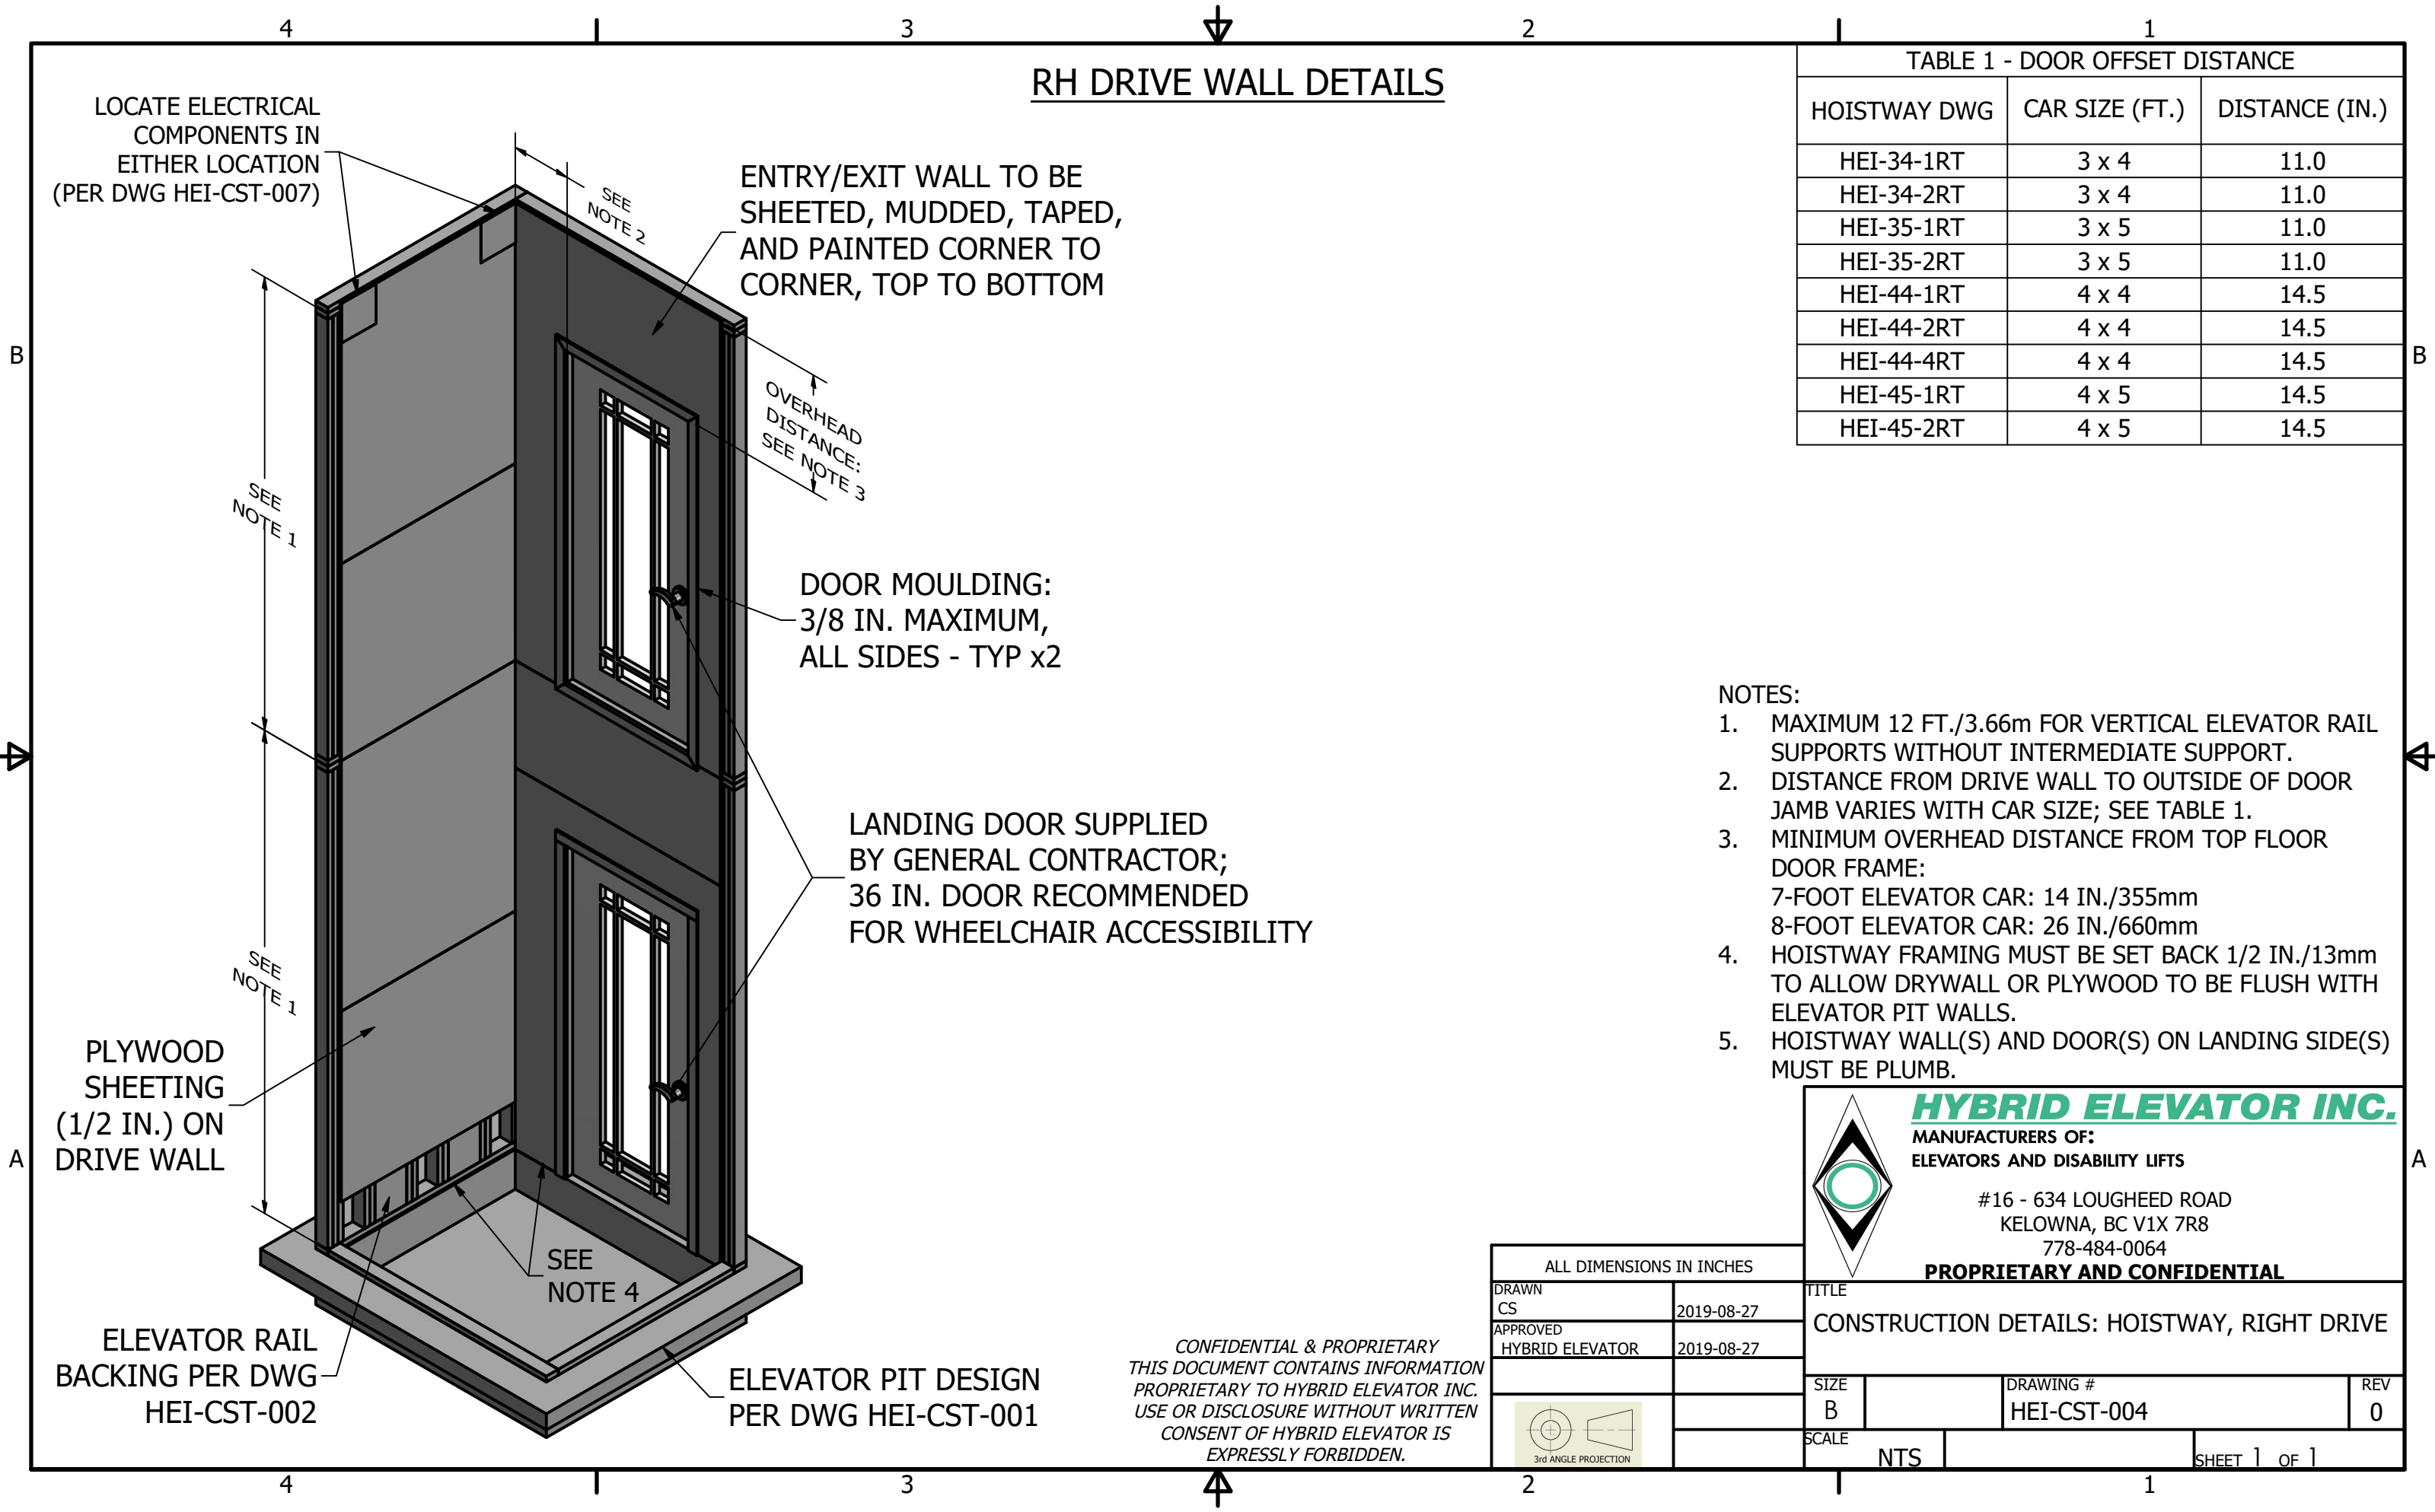 4 3 2 1
RH DRIVE WALL DETAILS
LOCATE ELECTRICAL
COMPONENTS IN
EITHER LOCATION
(PER DWG HEI-CST-007)
SEE
NOTE 2
ENTRY/EXIT WALL TO BE
SHEETED, MUDDED, TAPED,
AND PAINTED CORNER TO
CORNER, TOP TO BOTTOM
TABLE 1 - DOOR OFFSET DISTANCE
HOISTWAY DWG CAR SIZE (FT.) DISTANCE (IN.)
HEI-34-1RT 3 x 4 11.0
HEI-34-2RT 3 x 4 11.0
HEI-35-1RT 3 x 5 11.0
HEI-35-2RT 3 x 5 11.0
HEI-44-1RT 4 x 4 14.5
HEI-44-2RT 4 x 4 14.5
HEI-44-4RT 4 x 4 14.5
HEI-45-1RT 4 x 5 14.5
HEI-45-2RT 4 x 5 14.5
B B
OVERHEAD
DISTANCE:
SEE NOTE 3
SEE
NOTE 1
DOOR MOULDING:
3/8 IN. MAXIMUM,
ALL SIDES - TYP x2
LANDING DOOR SUPPLIED
BY GENERAL CONTRACTOR;
36 IN. DOOR RECOMMENDED
FOR WHEELCHAIR ACCESSIBILITY
SEE
NOTE 1
NOTES:
1. MAXIMUM 12 FT./3.66m FOR VERTICAL ELEVATOR RAIL
SUPPORTS WITHOUT INTERMEDIATE SUPPORT.
2. DISTANCE FROM DRIVE WALL TO OUTSIDE OF DOOR
JAMB VARIES WITH CAR SIZE; SEE TABLE 1.
3. MINIMUM OVERHEAD DISTANCE FROM TOP FLOOR
DOOR FRAME:
7-FOOT ELEVATOR CAR: 14 IN./355mm
8-FOOT ELEVATOR CAR: 26 IN./660mm
4. HOISTWAY FRAMING MUST BE SET BACK 1/2 IN./13mm
TO ALLOW DRYWALL OR PLYWOOD TO BE FLUSH WITH
ELEVATOR PIT WALLS.
5. HOISTWAY WALL(S) AND DOOR(S) ON LANDING SIDE(S)
MUST BE PLUMB.
PLYWOOD
SHEETING
(1/2 IN.) ON
DRIVE WALL
A A
SEE
NOTE 4
ELEVATOR RAIL
BACKING PER DWG
HEI-CST-002
ELEVATOR PIT DESIGN
PER DWG HEI-CST-001
CONFIDENTIAL & PROPRIETARY
THIS DOCUMENT CONTAINS INFORMATION
PROPRIETARY TO HYBRID ELEVATOR INC.
USE OR DISCLOSURE WITHOUT WRITTEN
CONSENT OF HYBRID ELEVATOR IS
EXPRESSLY FORBIDDEN.
HYBRID ELEVATOR INC.
MANUFACTURERS OF:
ELEVATORS AND DISABILITY LIFTS
#16 - 634 LOUGHEED ROAD
KELOWNA, BC V1X 7R8
778-484-0064
PROPRIETARY AND CONFIDENTIAL
ALL DIMENSIONS IN INCHES
DRAWN
CS 2019-08-27
APPROVED
HYBRID ELEVATOR 2019-08-27
3rd ANGLE PROJECTION
TITLE
CONSTRUCTION DETAILS: HOISTWAY, RIGHT DRIVE
SIZE DRAWING # REV
B HEI-CST-004 0
SCALE
NTS SHEET 1 OF 1
4 3 2 1